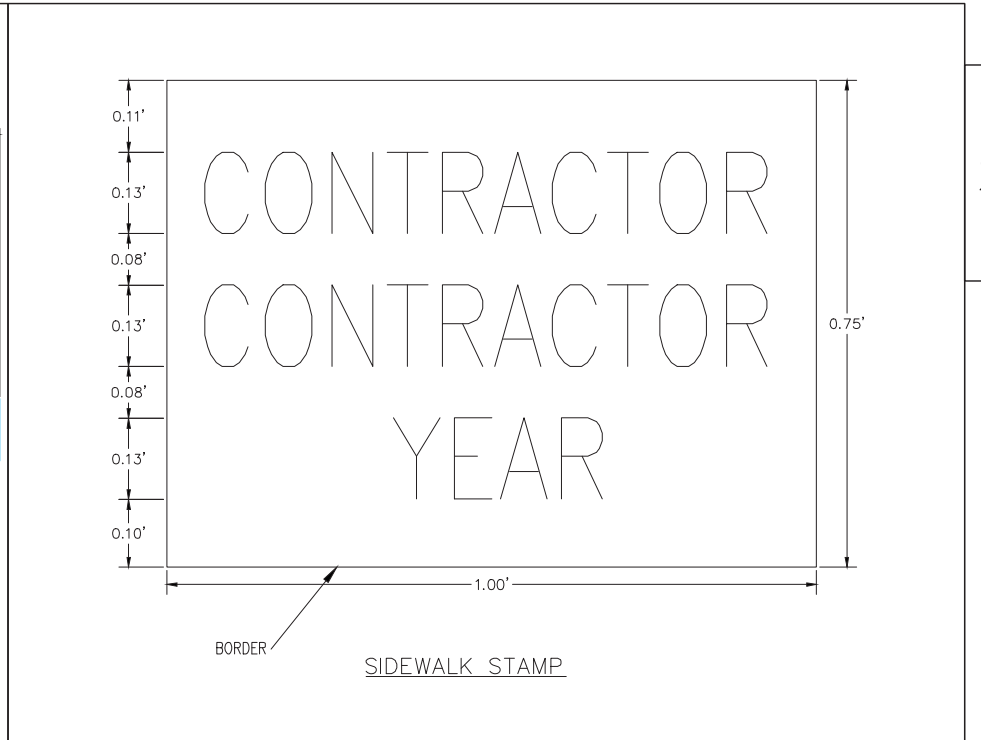 0.11'
CONTRACTOR
0.13'
0.08'
CONTRACTOR
0.13'
0.75'
0.08'
YEAR
0.13'
0.10'
1.00'
BORDER
SIDEWALK STAMP